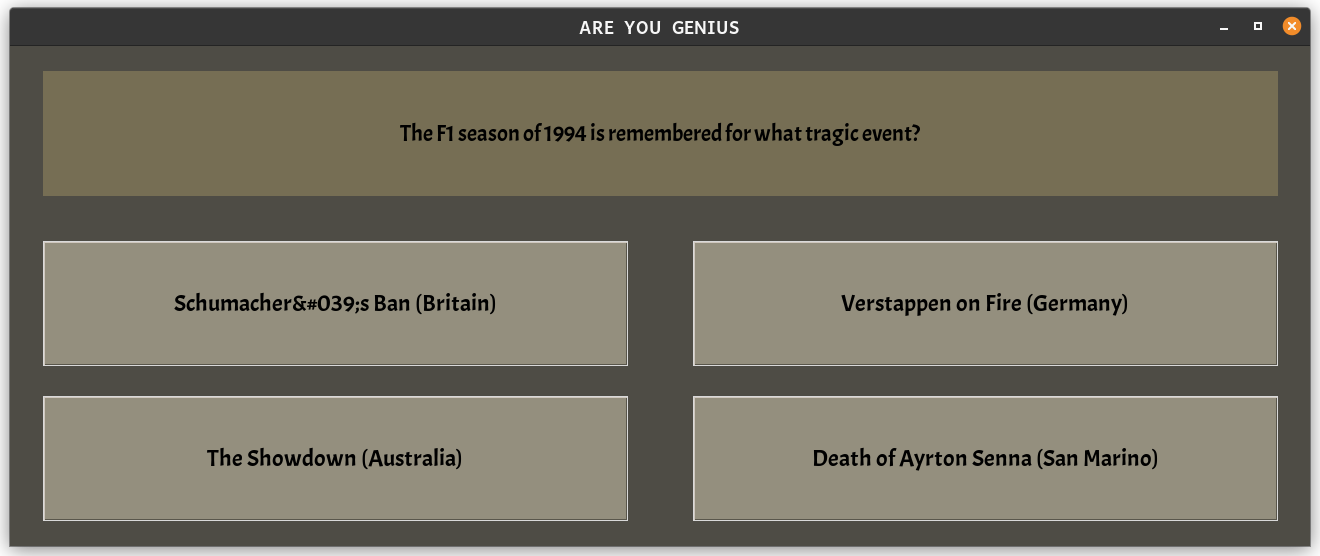 ARE YOU GENIUS
The F1 season of 1994 is remembered for what tragic event?
Schumacher&#039;s Ban (Britain)
Verstappen on Fire (Germany)
The Showdown (Australia)
Death of Ayrton Senna (San Marino)